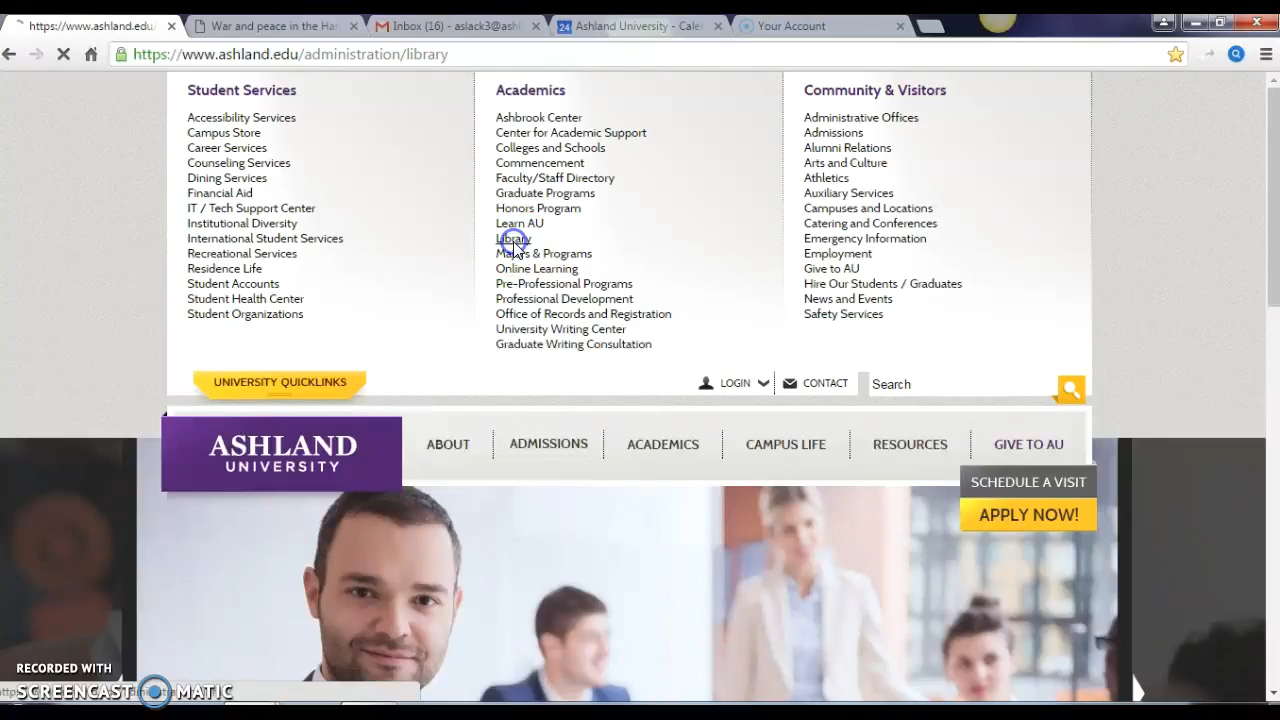 https://www.ashland.edu/
War and peace in the Har
Inbox (16) - aslack3@ashl
24 Ashland University - Cale
Your Account
https://www.ashland.edu/administration/library
Student Services
Accessibility Services
Campus Store
Career Services
Counseling Services
Dining Services
Financial Aid
IT / Tech Support Center
Institutional Diversity
International Student Services
Recreational Services
Residence Life
Student Accounts
Student Health Center
Student Organizations
Academics
Ashbrook Center
Center for Academic Support
Colleges and Schools
Commencement
Faculty/Staff Directory
Graduate Programs
Honors Program
Learn AU
Library
Majors & Programs
Online Learning
Pre-Professional Programs
Professional Development
Office of Records and Registration
University Writing Center
Graduate Writing Consultation
Community & Visitors
Administrative Offices
Admissions
Alumni Relations
Arts and Culture
Athletics
Auxiliary Services
Campuses and Locations
Catering and Conferences
Emergency Information
Employment
Give to AU
Hire Our Students / Graduates
News and Events
Safety Services
UNIVERSITY QUICKLINKS
LOGIN
CONTACT
Search
ASHLAND
UNIVERSITY
ABOUT
ADMISSIONS
ACADEMICS
CAMPUS LIFE
RESOURCES
GIVE TO AU
SCHEDULE A VISIT
APPLY NOW!
RECORDED WITH
SCREENCAST MATIC